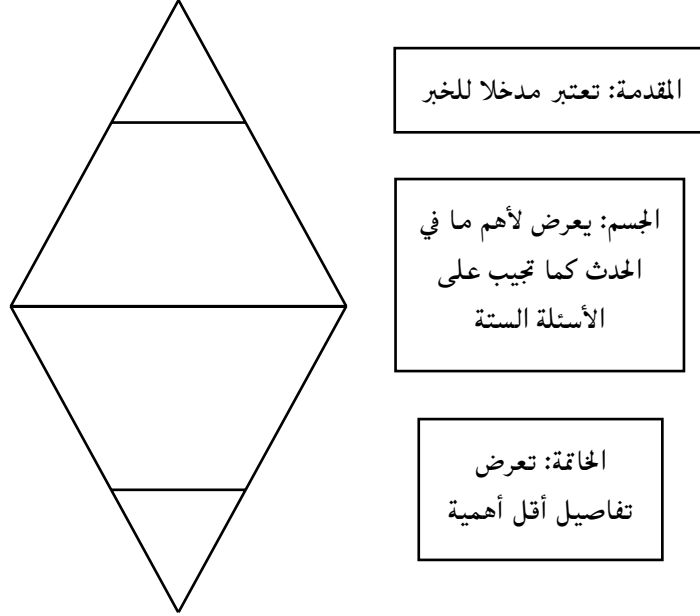 المقدمة: تعتبر مدخلا للخبر
الجسم: يعرض لأهم ما في
الحدث كما تجيب على
الأسئلة الستة
الخاتمة: تعرض
تفاصيل أقل أهمية